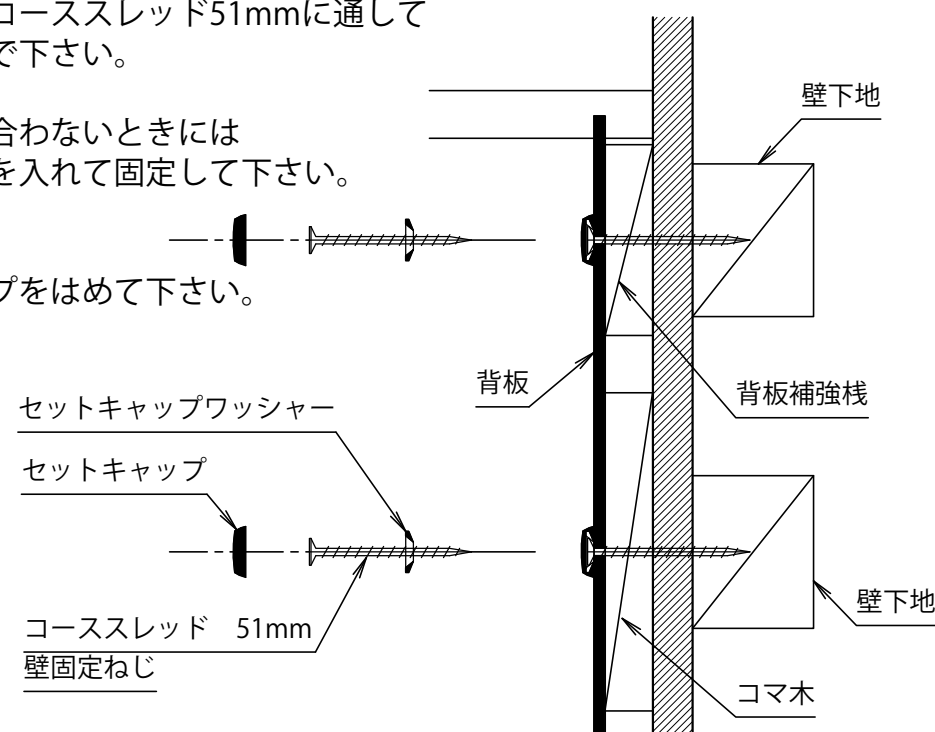 コーススレッド51mmに通して
で下さい。
合わないときには
を入れて固定して下さい。
プをはめて下さい。
壁下地
背板
背板補強桟
セットキャップワッシャー
セットキャップ
コーススレッド　51mm
壁固定ねじ
壁下地
コマ木